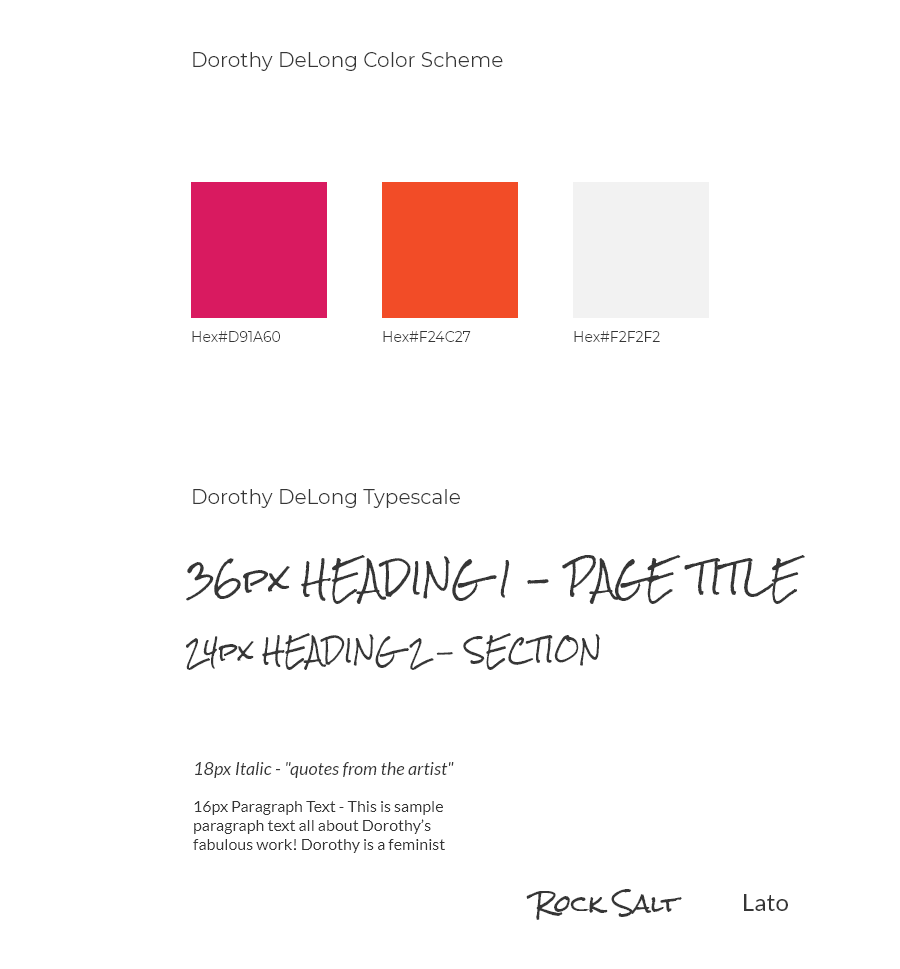 Dorothy DeLong Color Scheme
Hex#D91A60
Hex#F24C27
Hex#F2F2F2
Dorothy DeLong Typescale
36px HEADING 1 - PAGE TITLE
24px HEADING 2 - SECTION
18px Italic - "quotes from the artist"
16px Paragraph Text - This is sample
paragraph text all about Dorothy's
fabulous work! Dorothy is a feminist
Rock Salt
Lato